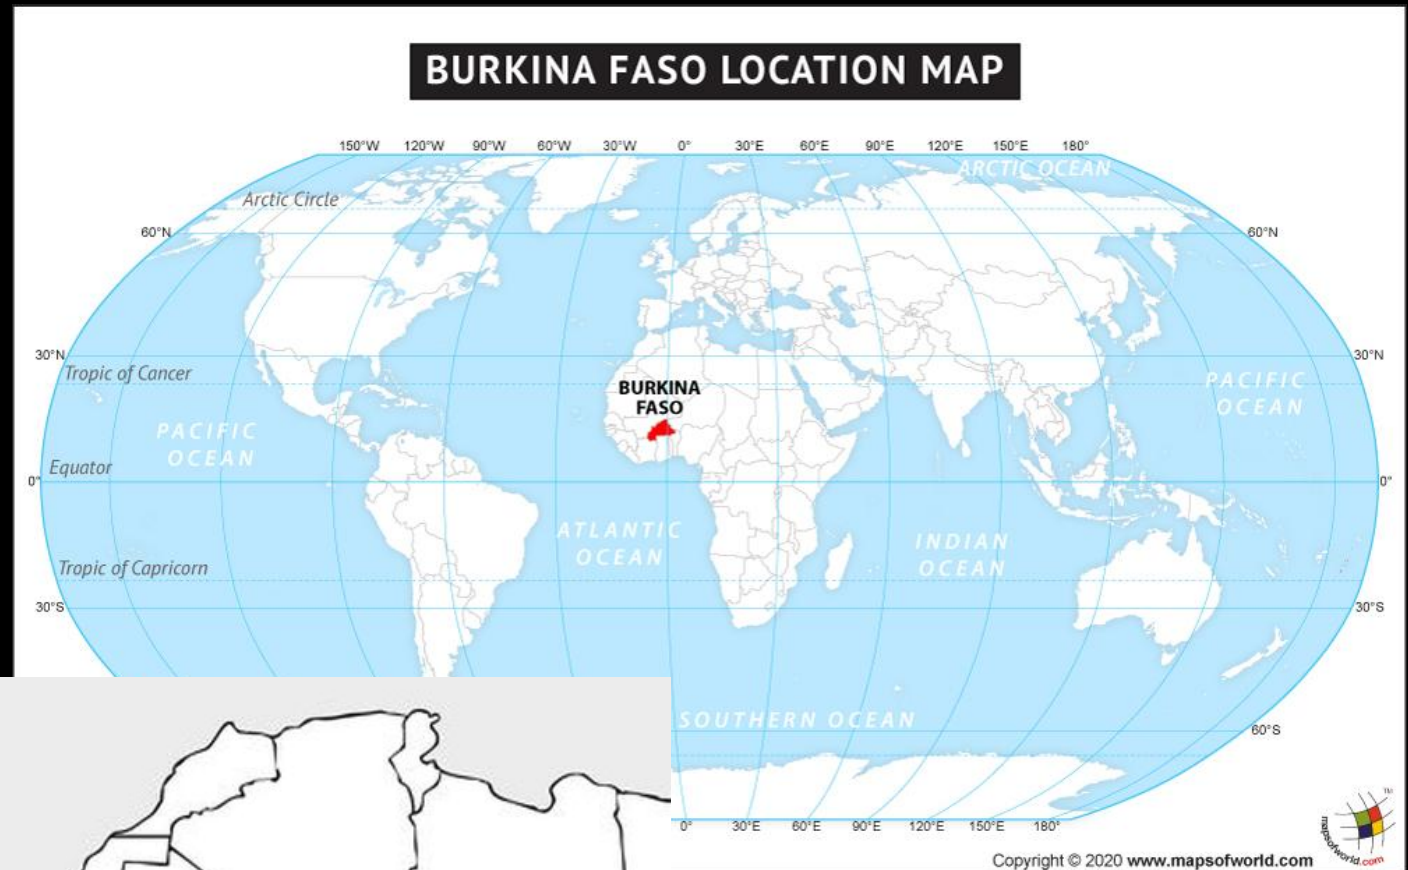 BURKINA FASO LOCATION MAP
150°W 120°W 90°W 60°W 30°W 0° 30°E 60°E 90°E 120°E 150°E 180°
ARCTIC OCEAN
Arctic Circle
60°N 60°N
30°N 30°N
Tropic of Cancer
BURKINA
FASO
PACIFIC
OCEAN
PACIFIC
OCEAN
Equator
0° 0°
ATLANTIC
OCEAN
INDIAN
OCEAN
Tropic of Capricorn
30°S 30°S
SOUTHERN OCEAN
60°S
0° 30°E 60°E 90°E 120°E 150°E 180°
TM
mapsofworld.com
Copyright © 2020 www.mapsofworld.com